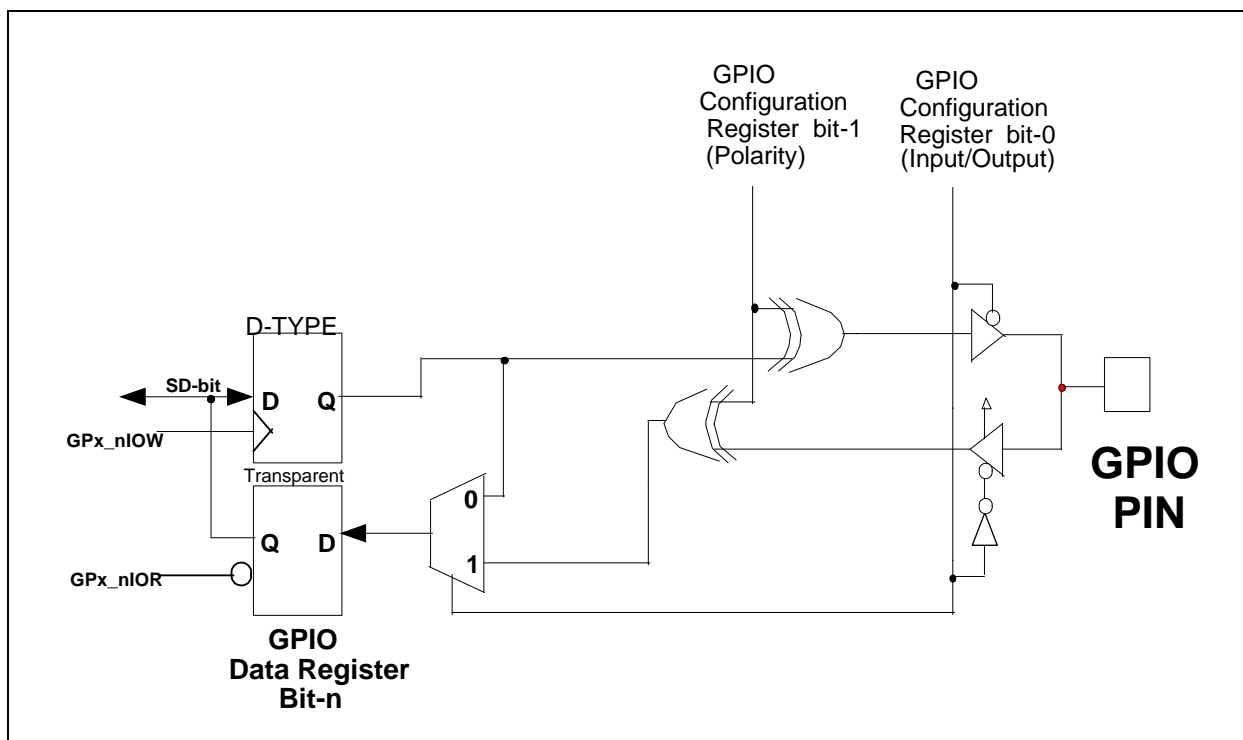 GPIO
Configuration
Register bit-1
(Polarity)
GPIO
Configuration
Register bit-0
(Input/Output)
D-TYPE
SD-bit
D
Q
GPx_nIOW
Transparent
0
1
Q
D
GPx_nIOR
GPIO
Data Register
Bit-n
GPIO
PIN